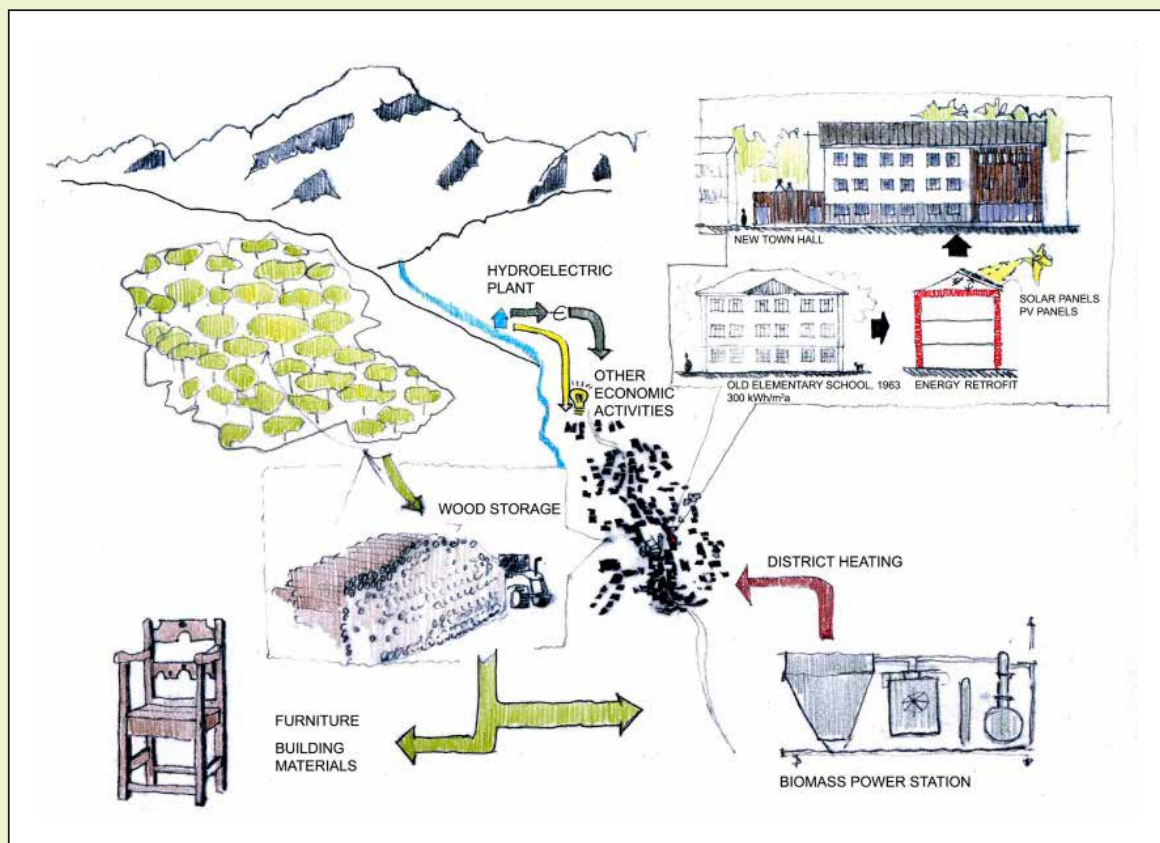 NEW TOWN HALL
HYDROELECTRIC
PLANT
€
SOLAR PANELS
PV PANELS
OTHER
ECONOMIC
ACTIVITIES
OLD ELEMENTARY SCHOOL, 1963
300 kWh/m²a
ENERGY RETROFIT
WOOD STORAGE
DISTRICT HEATING
FURNITURE
BUILDING
MATERIALS
BIOMASS POWER STATION